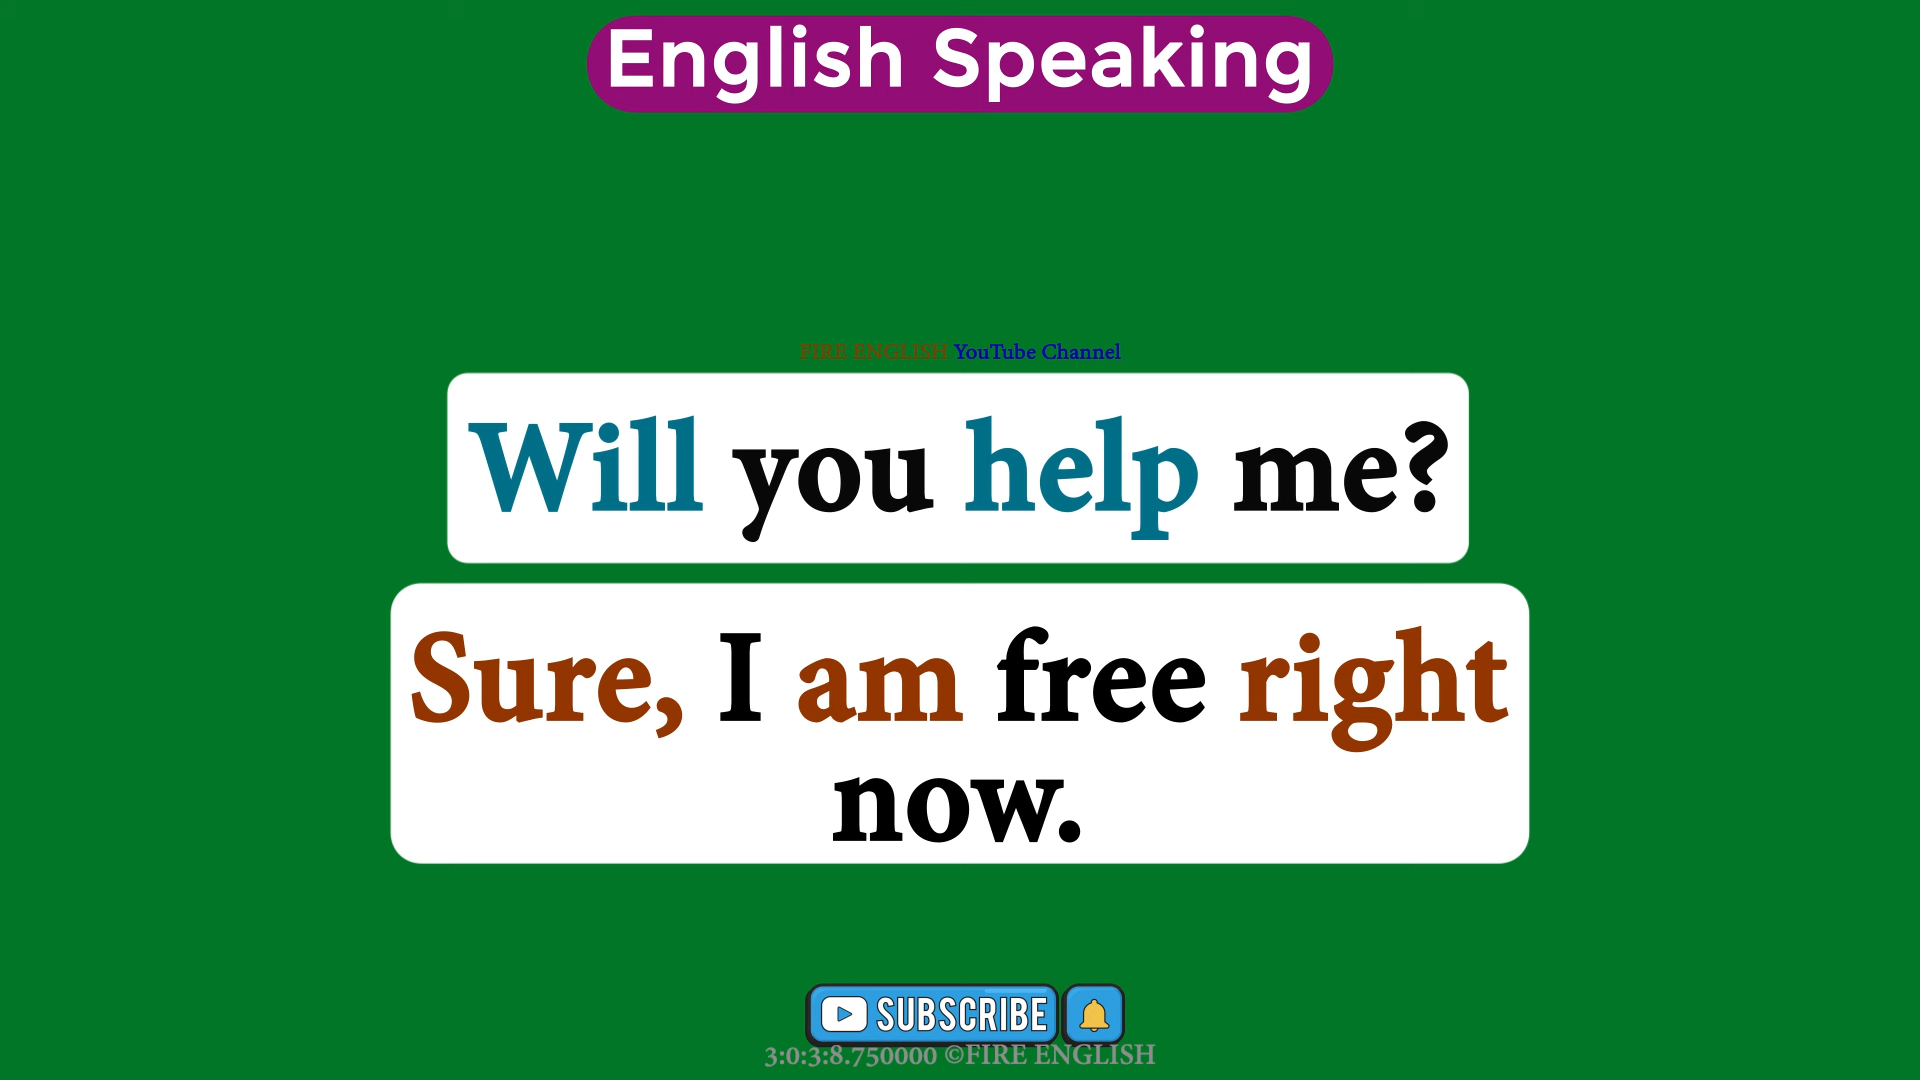 English Speaking
FIRE ENGLISH YouTube Channel
Will you help me?
Sure, I am free right
now.
SUBSCRIBE
3:0:3:8.750000 ©FIRE ENGLISH